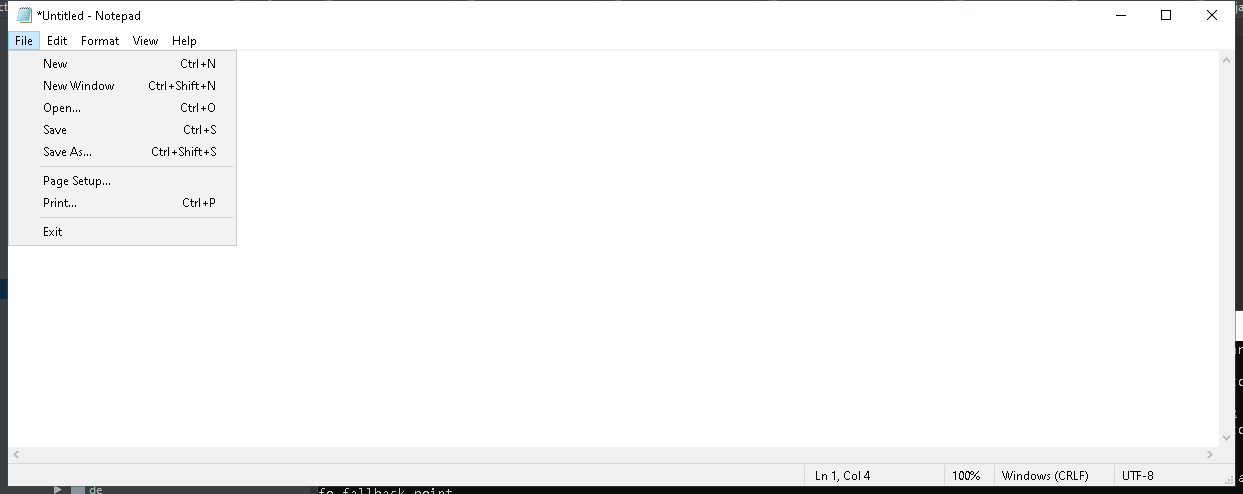 *Untitled - Notepad
File Edit Format View Help
New Ctrl+N
New Window Ctrl+Shift+N
Open... Ctrl+O
Save Ctrl+S
Save As... Ctrl+Shift+S
Page Setup...
Print... Ctrl+P
Exit
Ln 1, Col 4 100% Windows (CRLF) UTF-8
de
fallback point